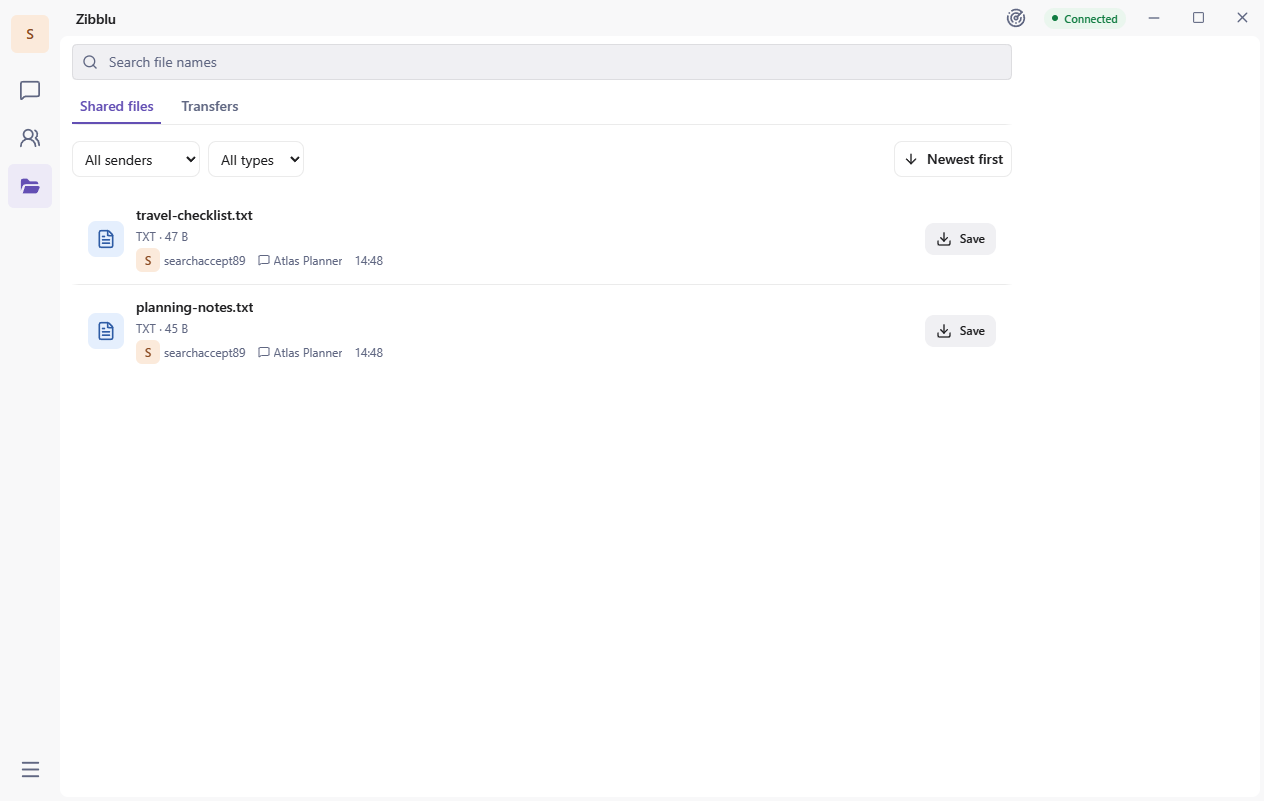 S
Zibblu
Connected
Search file names
Shared files
Transfers
All senders
All types
Newest first
travel-checklist.txt
TXT · 47 B
S searchaccept89 Atlas Planner 14:48
Save
planning-notes.txt
TXT · 45 B
S searchaccept89 Atlas Planner 14:48
Save